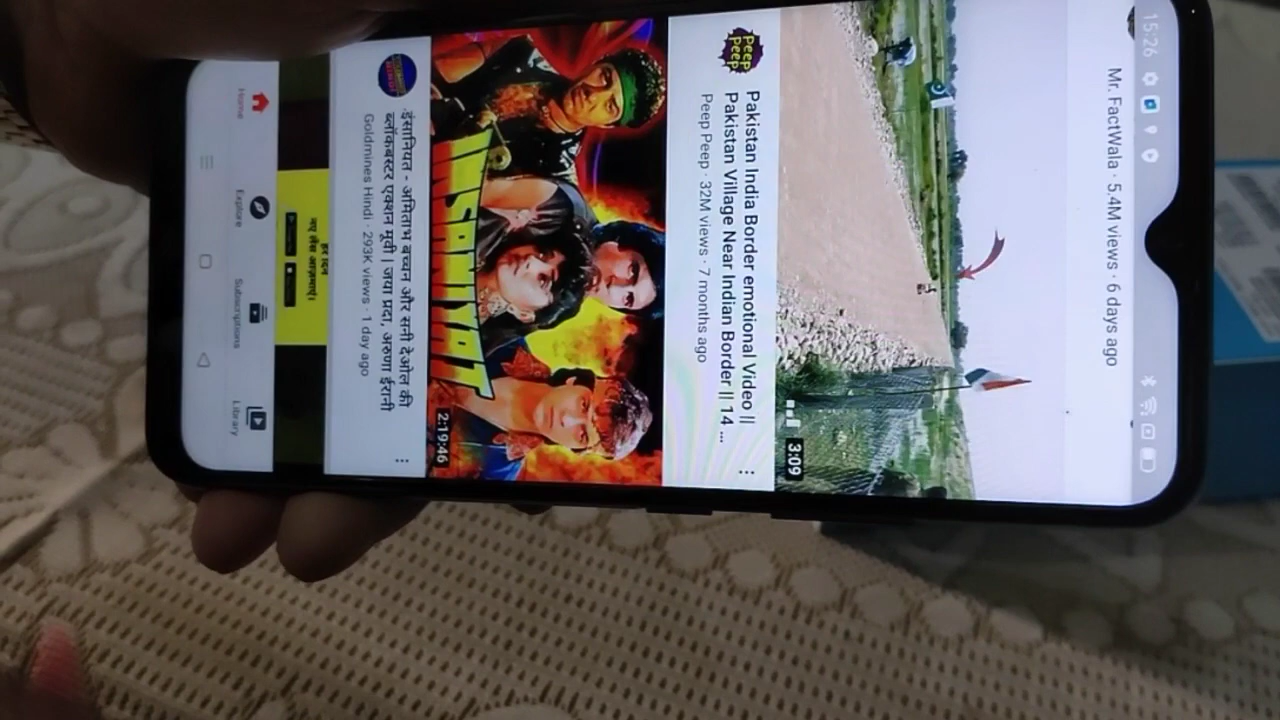 15:26
Mr. FactWala · 5.4M views · 6 days ago
3:09
Peep
Peep
Pakistan India Border emotional Video ||
Pakistan Village Near Indian Border || 14 ...
Peep Peep · 32M views · 7 months ago
INSANIYAT
2:19:46
इंसानियत - अमिताभ बच्चन और सनी देओल की
ब्लॉकबस्टर एक्शन मूवी | जया प्रदा, अरुणा ईरानी
Goldmines Hindi · 293K views · 1 day ago
Home
Explore
Subscriptions
Library